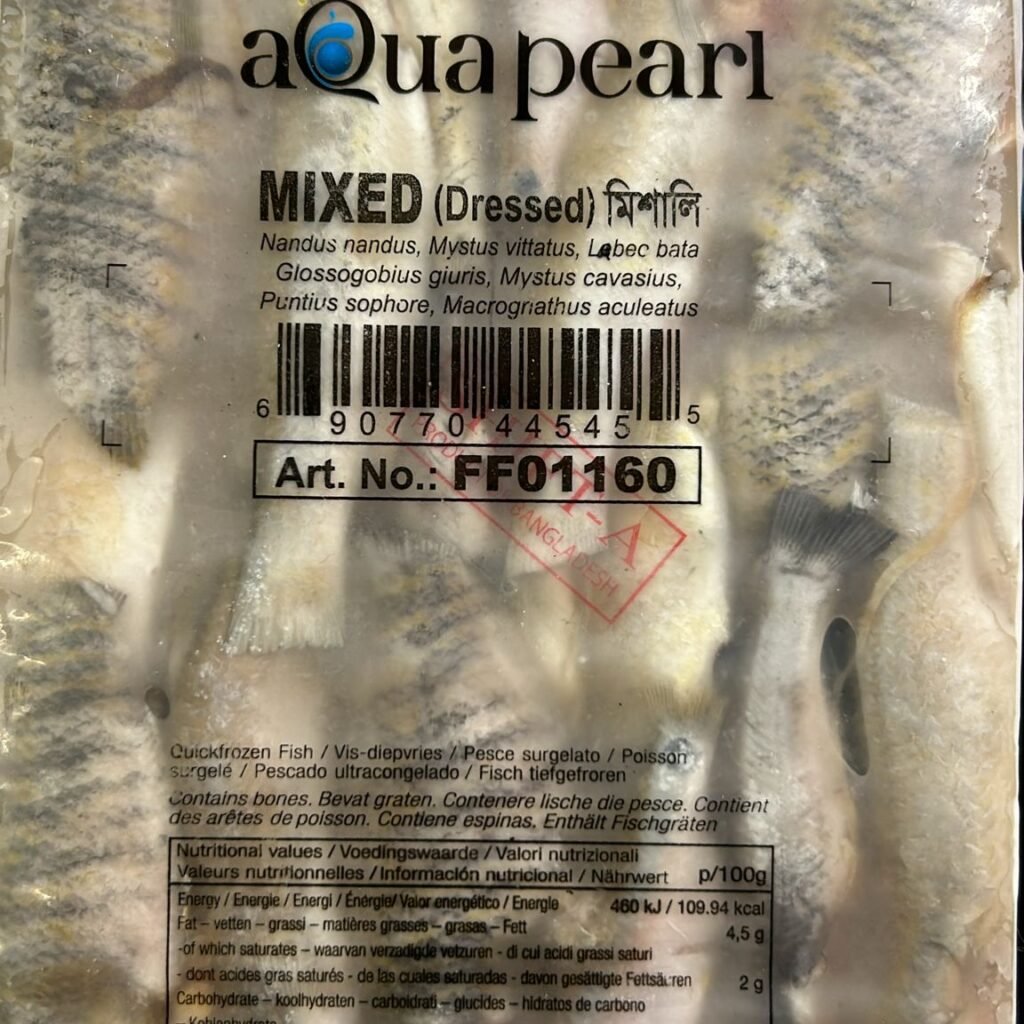 aQua pearl
MIXED (Dressed) মিশালি
Nandus nandus, Mystus vittatus, Labeo bata
Glossogobius giuris, Mystus cavasius,
Puntius sophore, Macrognathus aculeatus
6 90770 44545 5
Art. No.: FF01160
PRODU
T-A
BANGLADESH
Quickfrozen Fish / Vis-diepvries / Pesce surgelato / Poisson
surgelé / Pescado ultracongelado / Fisch tiefgefroren
Contains bones. Bevat graten. Contenere lische die pesce. Contient
des arêtes de poisson. Contiene espinas. Enthält Fischgräten
Nutritional values / Voedingswaarde / Valori nutrizionali
Valeurs nutritionnelles / Información nutricional / Nährwert p/100g
Energy / Energie / Energi / Énergie/ Valor energético / Energie 460 kJ / 109.94 kcal
Fat – vetten – grassi – matières grasses – grasas – Fett 4,5 g
-of which saturates – waarvan verzadigde vetzuren - di cui acidi grassi saturi
- dont acides gras saturés - de las cuales saturadas - davon gesättigte Fettsäuren 2 g
Carbohydrate – koolhydraten – carboidrati – glucides – hidratos de carbono
– Kohlenhydrate